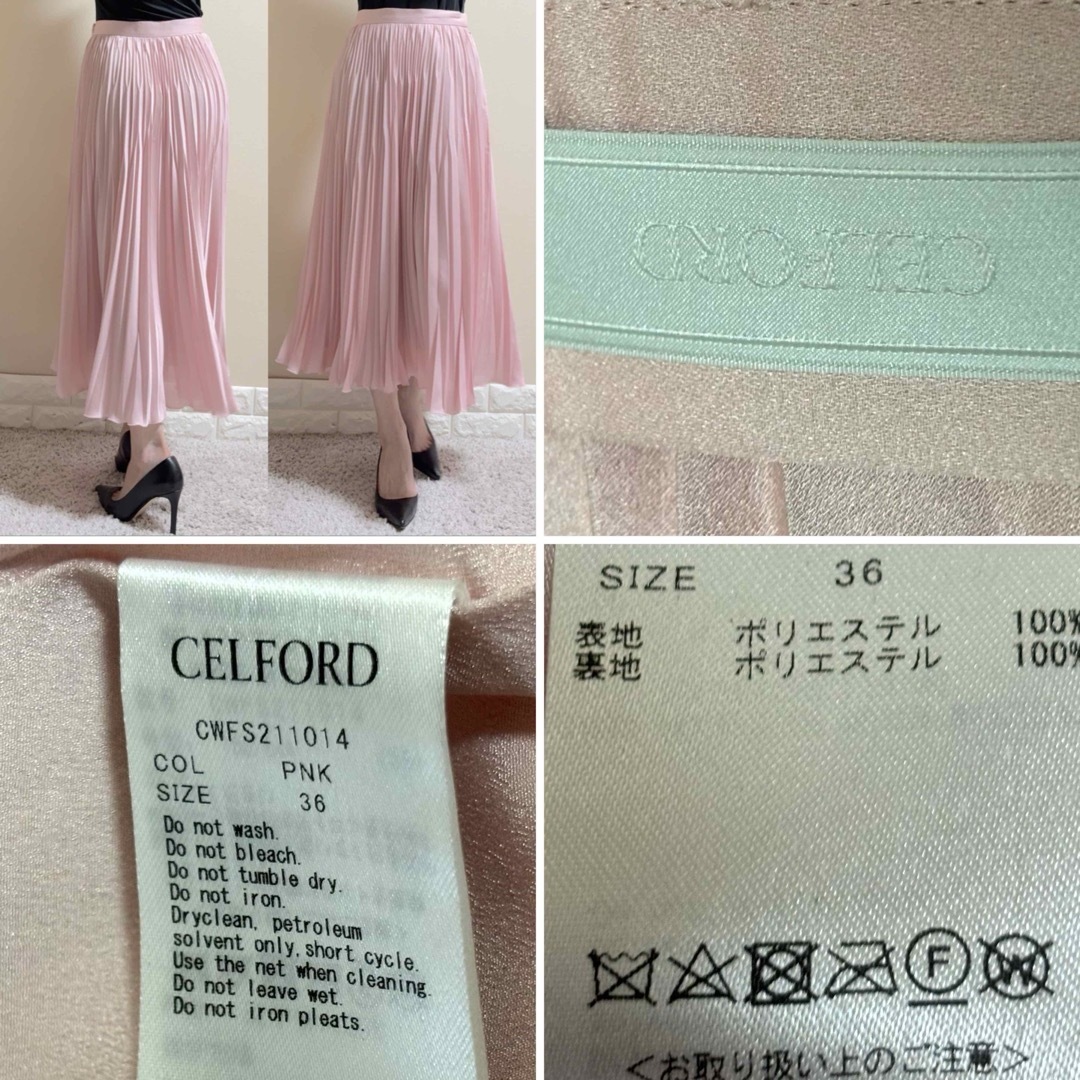 CELFORD
CELFORD
CWFS211014
COL PNK
SIZE 36
Do not wash.
Do not bleach.
Do not tumble dry.
Do not iron.
Dryclean, petroleum
solvent only, short cycle.
Use the net when cleaning.
Do not leave wet.
Do not iron pleats.
SIZE 36
表地 ポリエステル 100%
裏地 ポリエステル 100%
F W
<お取り扱い上のご注意>